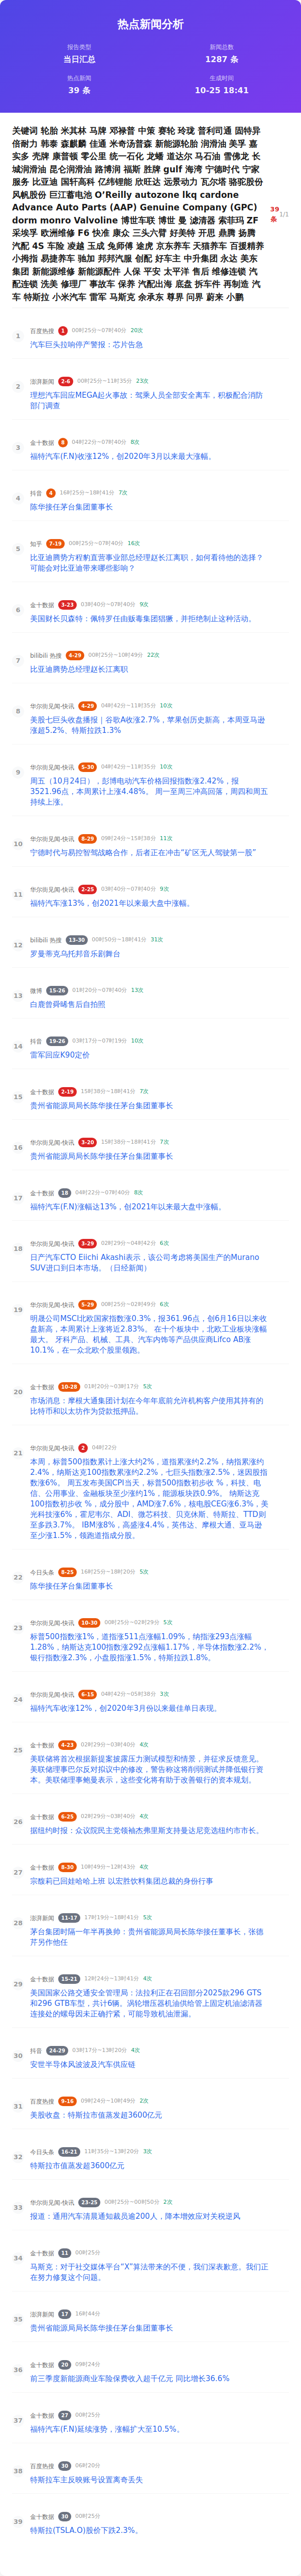 热点新闻分析
报告类型
当日汇总
新闻总数
1287 条
热点新闻
39 条
生成时间
10-25 18:41
关键词 轮胎 米其林 马牌 邓禄普 中策 赛轮 玲珑 普利司通 固特异
倍耐力 韩泰 森麒麟 佳通 米奇汤普森 新能源轮胎 润滑油 美孚 嘉
实多 壳牌 康普顿 零公里 统一石化 龙蟠 道达尔 马石油 雪佛龙 长
城润滑油 昆仑润滑油 路博润 福斯 胜牌 gulf 海湾 宁德时代 宁家
服务 比亚迪 国轩高科 亿纬锂能 欣旺达 远景动力 瓦尔塔 骆驼股份
风帆股份 巨江蓄电池 O’Reilly autozone lkq cardone
Advance Auto Parts (AAP) Genuine Company (GPC)
dorm monro Valvoline 博世车联 博世 曼 滤清器 索菲玛 ZF
采埃孚 欧洲维修 F6 快准 康众 三头六臂 好美特 开思 鼎腾 扬腾
汽配 4S 车险 凌越 玉成 兔师傅 途虎 京东养车 天猫养车 百援精养
小拇指 易捷养车 驰加 邦邦汽服 创配 好车主 中升集团 永达 美东
集团 新能源维修 新能源配件 人保 平安 太平洋 售后 维修连锁 汽
配连锁 洗美 修理厂 事故车 保养 汽配出海 底盘 拆车件 再制造 汽
车 特斯拉 小米汽车 雷军 马斯克 余承东 尊界 问界 蔚来 小鹏
39 条
1/1
1
百度热搜 1 00时25分~07时40分 20次
汽车巨头拉响停产警报：芯片告急
2
澎湃新闻 2-6 00时25分~11时35分 23次
理想汽车回应MEGA起火事故：驾乘人员全部安全离车，积极配合消防
部门调查
3
金十数据 8 04时22分~07时40分 8次
福特汽车(F.N)收涨12%，创2020年3月以来最大涨幅。
4
抖音 4 16时25分~18时41分 7次
陈华接任茅台集团董事长
5
知乎 7-19 00时25分~07时40分 16次
比亚迪腾势方程豹直营事业部总经理赵长江离职，如何看待他的选择？
可能会对比亚迪带来哪些影响？
6
金十数据 3-23 03时40分~07时40分 9次
美国财长贝森特：佩特罗任由贩毒集团猖獗，并拒绝制止这种活动。
7
bilibili 热搜 4-29 00时25分~10时49分 22次
比亚迪腾势总经理赵长江离职
8
华尔街见闻-快讯 4-29 04时42分~11时35分 10次
美股七巨头收盘播报｜谷歌A收涨2.7%，苹果创历史新高，本周亚马逊
涨超5.2%、特斯拉跌1.3%
9
华尔街见闻-快讯 5-30 04时42分~11时35分 10次
周五（10月24日），彭博电动汽车价格回报指数涨2.42%，报
3521.96点，本周累计上涨4.48%。 周一至周三冲高回落，周四和周五
持续上涨。
10
华尔街见闻-快讯 8-29 09时24分~15时38分 11次
宁德时代与易控智驾战略合作，后者正在冲击“矿区无人驾驶第一股”
11
华尔街见闻-快讯 2-25 03时40分~07时40分 9次
福特汽车涨13%，创2021年以来最大盘中涨幅。
12
bilibili 热搜 13-30 00时50分~18时41分 31次
罗曼蒂克乌托邦音乐剧舞台
13
微博 15-26 01时20分~07时40分 13次
白鹿曾舜晞售后自拍照
14
抖音 19-26 03时17分~07时19分 10次
雷军回应K90定价
15
金十数据 2-19 15时38分~18时41分 7次
贵州省能源局局长陈华接任茅台集团董事长
16
华尔街见闻-快讯 3-20 15时38分~18时41分 7次
贵州省能源局局长陈华接任茅台集团董事长
17
金十数据 18 04时22分~07时40分 8次
福特汽车(F.N)涨幅达13%，创2021年以来最大盘中涨幅。
18
华尔街见闻-快讯 3-29 02时29分~04时42分 6次
日产汽车CTO Eiichi Akashi表示，该公司考虑将美国生产的Murano
SUV进口到日本市场。（日经新闻）
19
华尔街见闻-快讯 5-29 00时25分~02时49分 6次
明晟公司MSCI北欧国家指数涨0.3%，报361.96点，创6月16日以来收
盘新高，本周累计上涨将近2.83%。 在十个板块中，北欧工业板块涨幅
最大。 牙科产品、机械、工具、汽车内饰等产品供应商Lifco AB涨
10.1%，在一众北欧个股里领跑。
20
金十数据 10-28 01时20分~03时17分 5次
市场消息：摩根大通集团计划在今年年底前允许机构客户使用其持有的
比特币和以太坊作为贷款抵押品。
21
华尔街见闻-快讯 2 04时22分
本周，标普500指数累计上涨大约2%，道指累涨约2.2%，纳指累涨约
2.4%，纳斯达克100指数累涨约2.2%，七巨头指数涨2.5%，迷因股指
数涨6%。 周五发布美国CPI当天，标普500指数初步收 %，科技、电
信、公用事业、金融板块至少涨约1%，能源板块跌0.9%。 纳斯达克
100指数初步收 %，成分股中，AMD涨7.6%，核电股CEG涨6.3%，美
光科技涨6%，霍尼韦尔、ADI、微芯科技、贝克休斯、特斯拉、TTD则
至多跌3.7%。 IBM涨8%，高盛涨4.4%，英伟达、摩根大通、亚马逊
至少涨1.5%，领跑道指成分股。
22
今日头条 8-25 16时25分~18时20分 5次
陈华接任茅台集团董事长
23
华尔街见闻-快讯 10-30 00时25分~02时29分 5次
标普500指数涨1%，道指涨511点涨幅1.09%，纳指涨293点涨幅
1.28%，纳斯达克100指数涨292点涨幅1.17%，半导体指数涨2.2%，
银行指数涨2.3%，小盘股指涨1.5%，特斯拉跌1.8%。
24
华尔街见闻-快讯 6-15 04时42分~05时38分 3次
福特汽车收涨12%，创2020年3月份以来最佳单日表现。
25
金十数据 4-23 02时29分~03时40分 4次
美联储将首次根据新提案披露压力测试模型和情景，并征求反馈意见。
美联储理事巴尔反对拟议中的修改，警告称这将削弱测试并降低银行资
本。美联储理事鲍曼表示，这些变化将有助于改善银行的资本规划。
26
金十数据 6-25 02时29分~03时40分 4次
据纽约时报：众议院民主党领袖杰弗里斯支持曼达尼竞选纽约市市长。
27
金十数据 8-30 10时49分~12时43分 4次
宗馥莉已回娃哈哈上班 以宏胜饮料集团总裁的身份行事
28
澎湃新闻 11-17 17时19分~18时41分 5次
茅台集团时隔一年半再换帅：贵州省能源局局长陈华接任董事长，张德
芹另作他任
29
金十数据 15-21 12时24分~13时41分 4次
美国国家公路交通安全管理局：法拉利正在召回部分2025款296 GTS
和296 GTB车型，共计6辆。涡轮增压器机油供给管上固定机油滤清器
连接处的螺母因未正确拧紧，可能导致机油泄漏。
30
抖音 24-29 03时17分~13时20分 4次
安世半导体风波波及汽车供应链
31
百度热搜 9-16 09时24分~10时49分 2次
美股收盘：特斯拉市值蒸发超3600亿元
32
今日头条 16-21 11时35分~13时20分 3次
特斯拉市值蒸发超3600亿元
33
华尔街见闻-快讯 23-25 00时25分~00时50分 2次
报道：通用汽车清晨通知裁员逾200人，降本增效应对关税逆风
34
金十数据 11 00时25分
马斯克：对于社交媒体平台“X”算法带来的不便，我们深表歉意。我们正
在努力修复这个问题。
35
澎湃新闻 17 16时44分
贵州省能源局局长陈华接任茅台集团董事长
36
金十数据 20 09时24分
前三季度新能源商业车险保费收入超千亿元 同比增长36.6%
37
金十数据 27 00时25分
福特汽车(F.N)延续涨势，涨幅扩大至10.5%。
38
百度热搜 30 06时20分
特斯拉车主反映账号设置离奇丢失
39
金十数据 30 00时25分
特斯拉(TSLA.O)股价下跌2.3%。